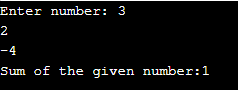 Enter number: 3
2
-4
Sum of the given number:1